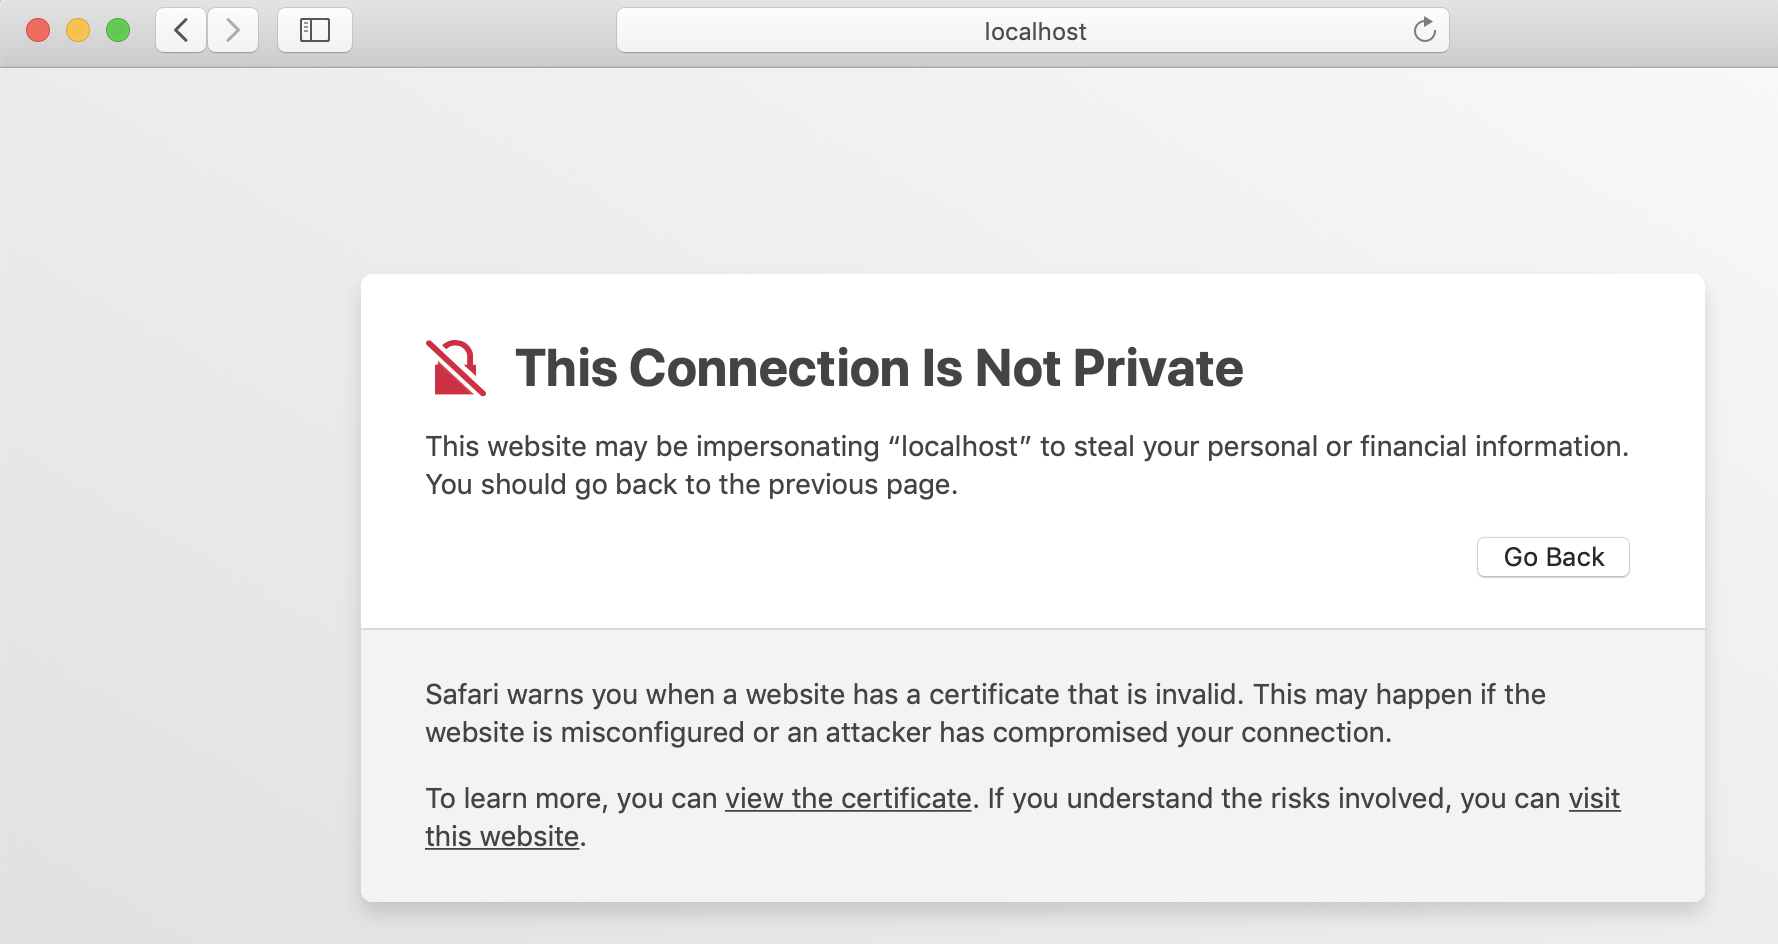 localhost
This Connection Is Not Private
This website may be impersonating “localhost” to steal your personal or financial information.
You should go back to the previous page.
Go Back
Safari warns you when a website has a certificate that is invalid. This may happen if the
website is misconfigured or an attacker has compromised your connection.
To learn more, you can view the certificate. If you understand the risks involved, you can visit
this website.